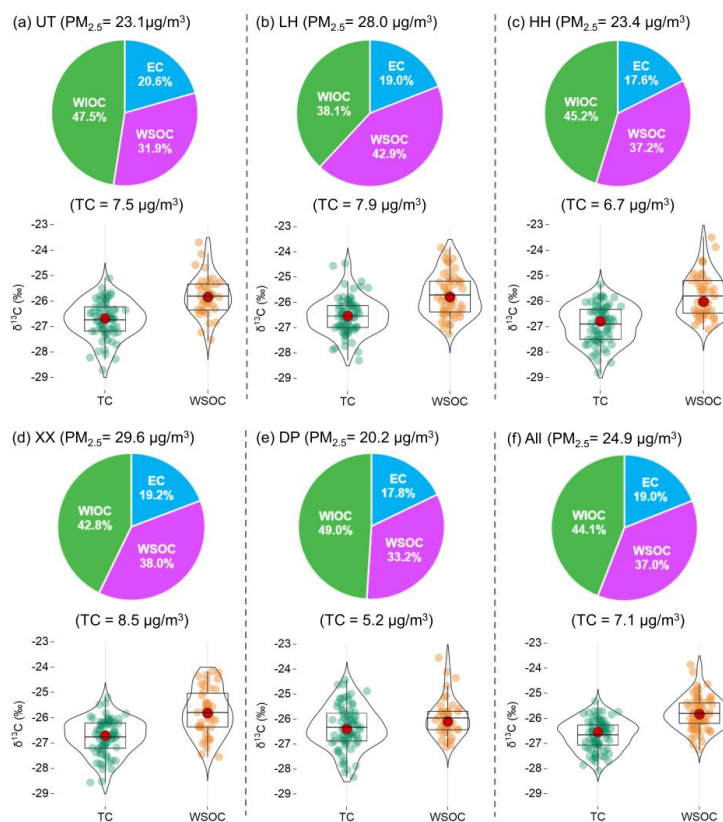 (a) UT (PM2.5= 23.1µg/m³)
EC
20.6%
WIOC
47.5%
WSOC
31.9%
(TC = 7.5 µg/m³)
-23
-24
-25
-26
-27
-28
-29
δ¹³C (‰)
TC
WSOC
(b) LH (PM2.5= 28.0µg/m³)
EC
19.0%
WIOC
38.1%
WSOC
42.9%
(TC = 7.9 µg/m³)
-23
-24
-25
-26
-27
-28
-29
δ¹³C (‰)
TC
WSOC
(c) HH (PM2.5= 23.4 µg/m³)
EC
17.6%
WIOC
45.2%
WSOC
37.2%
(TC = 6.7 µg/m³)
-23
-24
-25
-26
-27
-28
-29
δ¹³C (‰)
TC
WSOC
(d) XX (PM2.5= 29.6 µg/m³)
EC
19.2%
WIOC
42.8%
WSOC
38.0%
(TC = 8.5 µg/m³)
-23
-24
-25
-26
-27
-28
-29
δ¹³C (‰)
TC
WSOC
(e) DP (PM2.5= 20.2 µg/m³)
EC
17.8%
WIOC
49.0%
WSOC
33.2%
(TC = 5.2 µg/m³)
-23
-24
-25
-26
-27
-28
-29
δ¹³C (‰)
TC
WSOC
(f) All (PM2.5= 24.9 µg/m³)
EC
19.0%
WIOC
44.1%
WSOC
37.0%
(TC = 7.1 µg/m³)
-23
-24
-25
-26
-27
-28
-29
δ¹³C (‰)
TC
WSOC